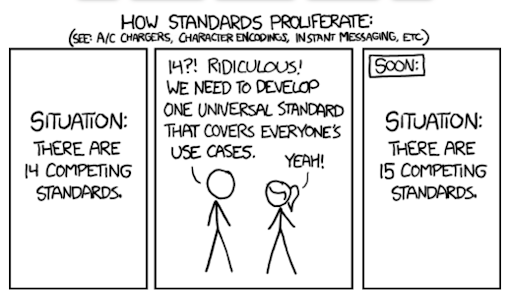 HOW STANDARDS PROLIFERATE:
(SEE: A/C CHARGERS, CHARACTER ENCODINGS, INSTANT MESSAGING, ETC.)
SITUATION:
THERE ARE
14 COMPETING
STANDARDS.
14?! RIDICULOUS!
WE NEED TO DEVELOP
ONE UNIVERSAL STANDARD
THAT COVERS EVERYONE'S
USE CASES.
YEAH!
SOON:
SITUATION:
THERE ARE
15 COMPETING
STANDARDS.